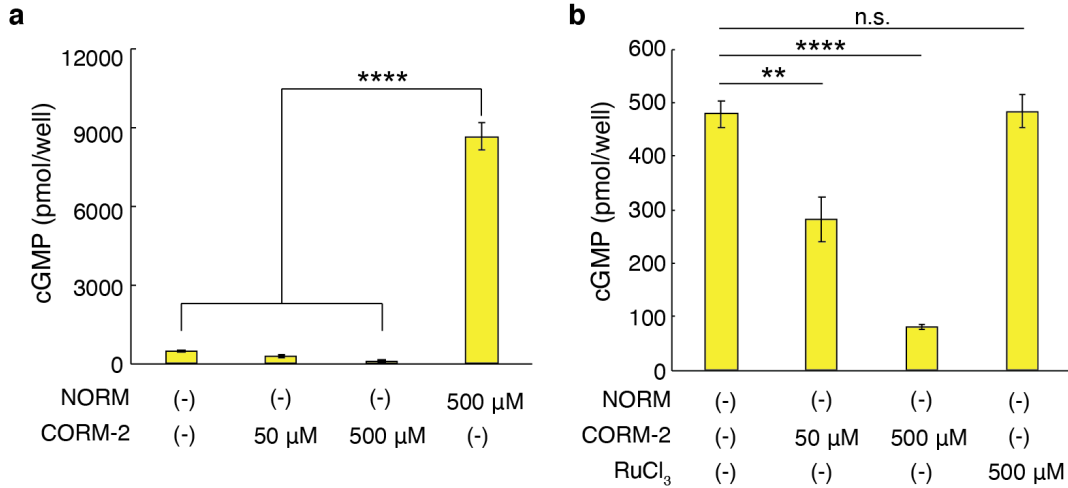 a
12000
9000
6000
3000
0
cGMP (pmol/well)
****
NORM (-) (-) (-) 500 μM
CORM-2 (-) 50 μM 500 μM (-)
b
n.s.
****
**
600
500
400
300
200
100
0
cGMP (pmol/well)
NORM (-) (-) (-) (-)
CORM-2 (-) 50 μM 500 μM (-)
RuCl₃ (-) (-) (-) 500 μM